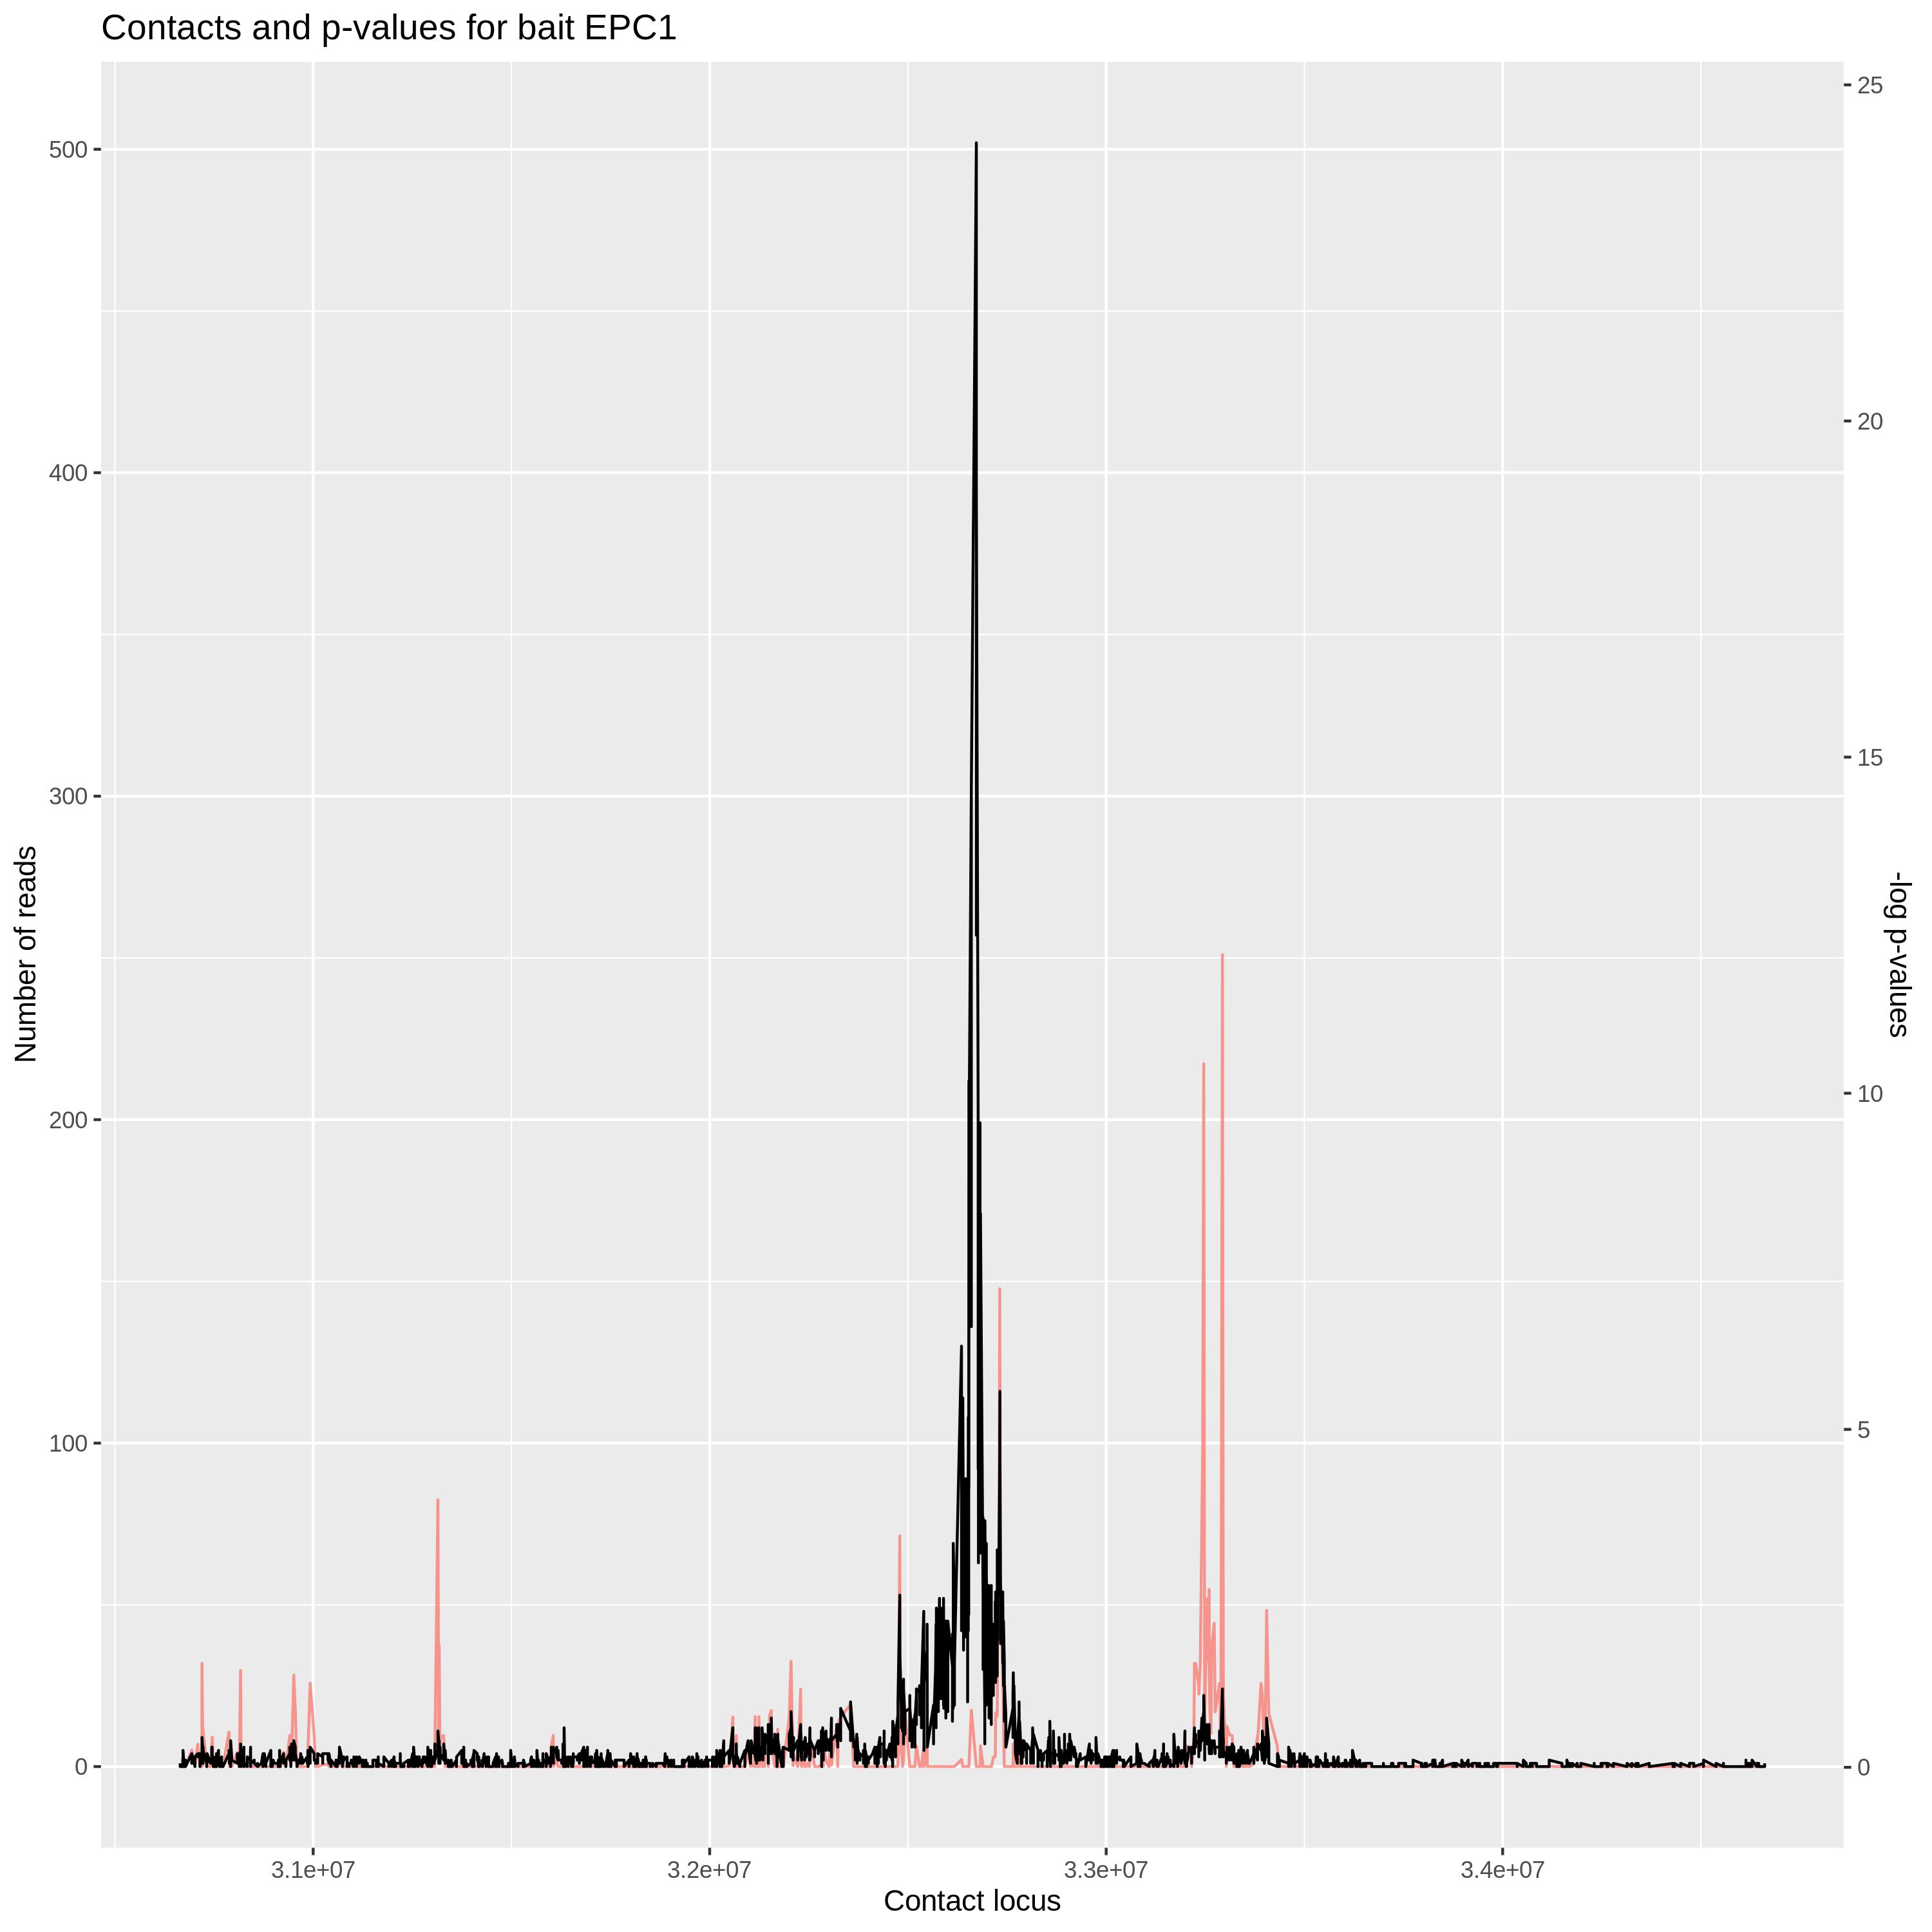 Contacts and p-values for bait EPC1
500
400
300
200
100
0
Number of reads
25
20
15
10
5
0
-log p-values
3.1e+07
3.2e+07
3.3e+07
3.4e+07
Contact locus